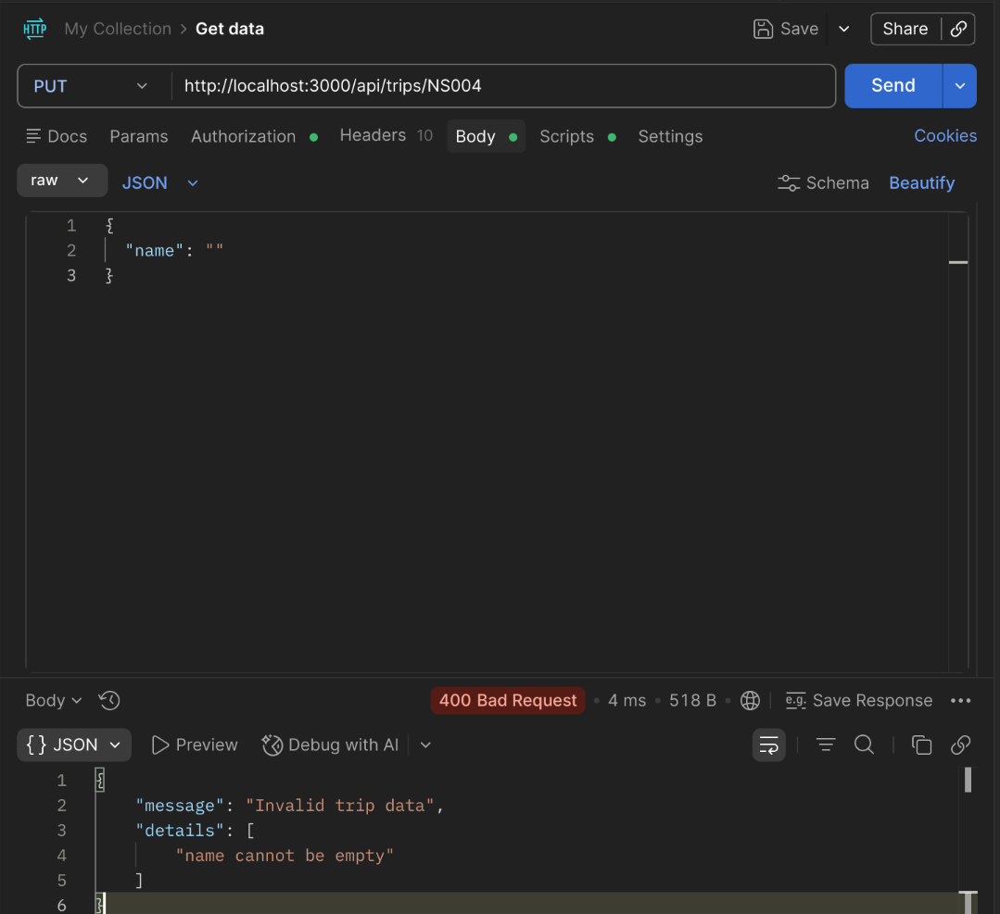 HTTP My Collection > Get data Save Share
PUT http://localhost:3000/api/trips/NS004 Send
Docs Params Authorization Headers 10 Body Scripts Settings Cookies
raw JSON Schema Beautify
1 {
2 "name": ""
3 }
Body 400 Bad Request • 4 ms • 518 B • e.g. Save Response
{} JSON Preview Debug with AI
1 {
2 "message": "Invalid trip data",
3 "details": [
4 "name cannot be empty"
5 ]
6 }